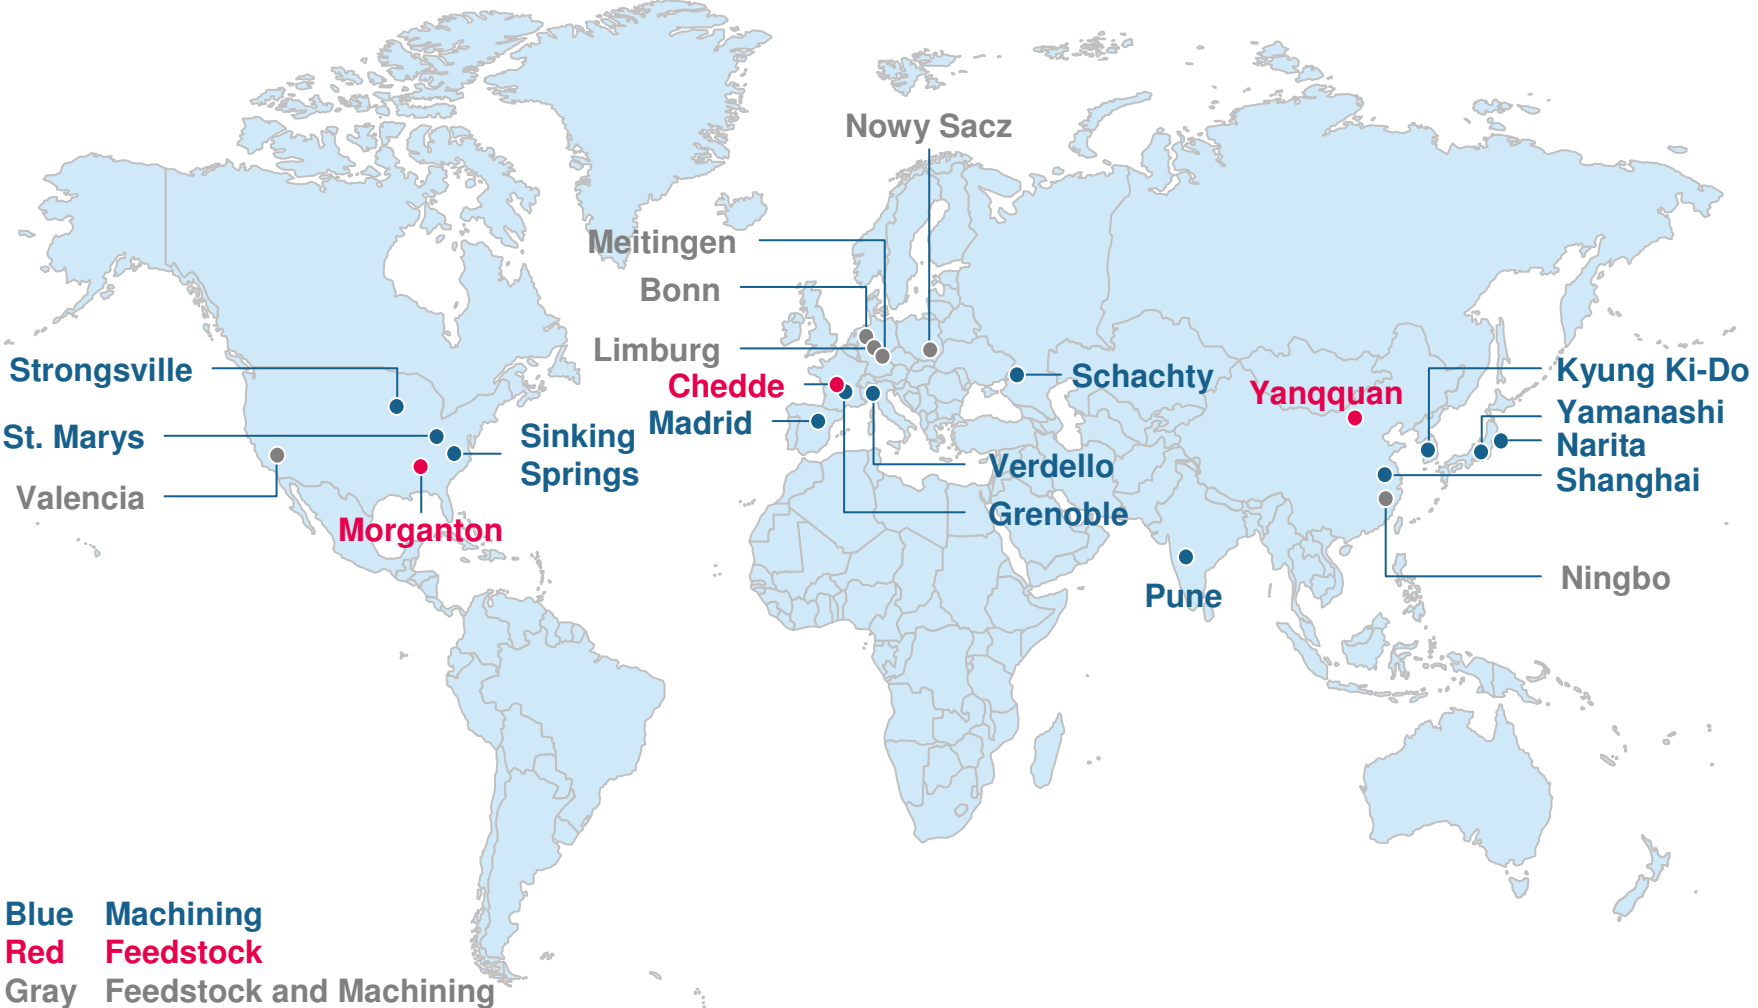 Nowy Sacz
Meitingen
Bonn
Limburg
Strongsville
Chedde
Schachty
Yanqquan
Kyung Ki-Do
Yamanashi
St. Marys
Sinking
Springs
Madrid
Narita
Verdello
Shanghai
Valencia
Grenoble
Morganton
Ningbo
Pune
Blue Machining
Red Feedstock
Gray Feedstock and Machining